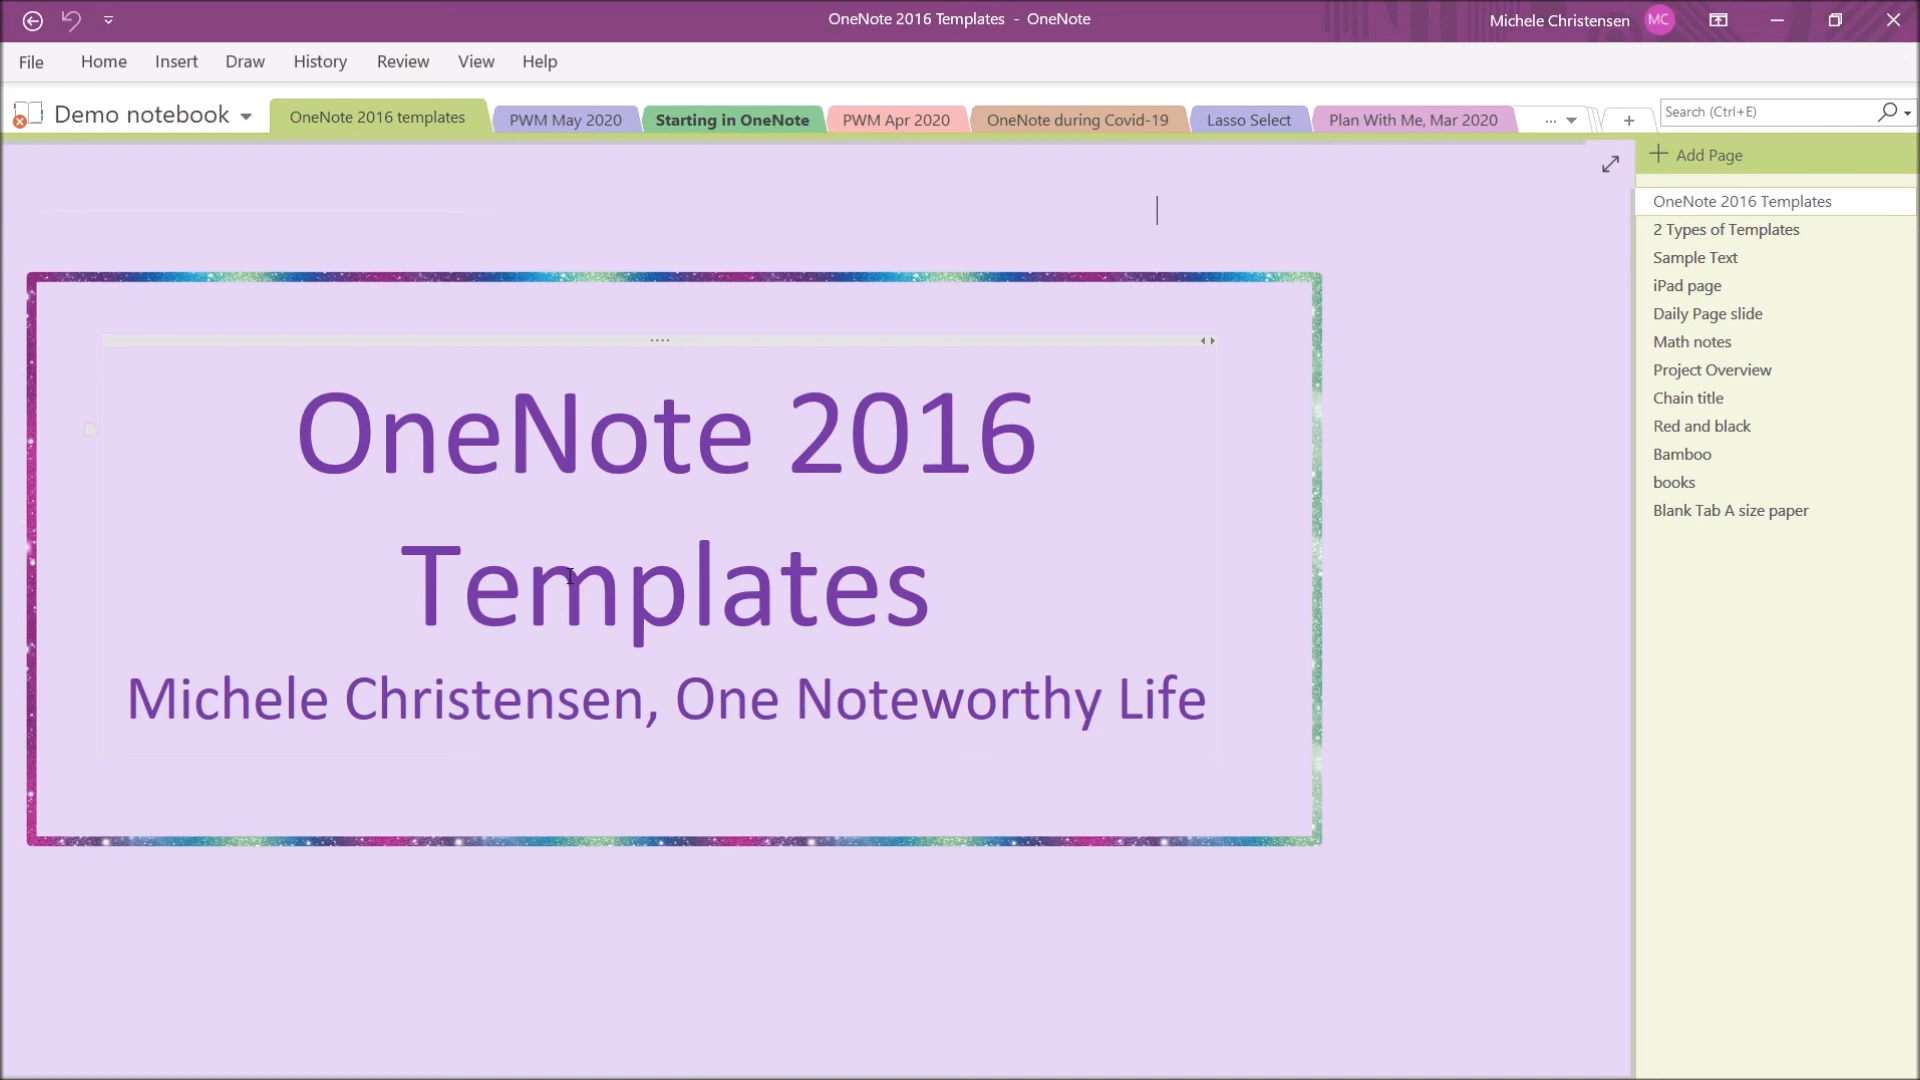 OneNote 2016 Templates - OneNote
Michele Christensen MC
File Home Insert Draw History Review View Help
Demo notebook OneNote 2016 templates PWM May 2020 Starting in OneNote PWM Apr 2020 OneNote during Covid-19 Lasso Select Plan With Me, Mar 2020 ... + Search (Ctrl+E)
OneNote 2016
Templates
Michele Christensen, One Noteworthy Life
Add Page
OneNote 2016 Templates
2 Types of Templates
Sample Text
iPad page
Daily Page slide
Math notes
Project Overview
Chain title
Red and black
Bamboo
books
Blank Tab A size paper